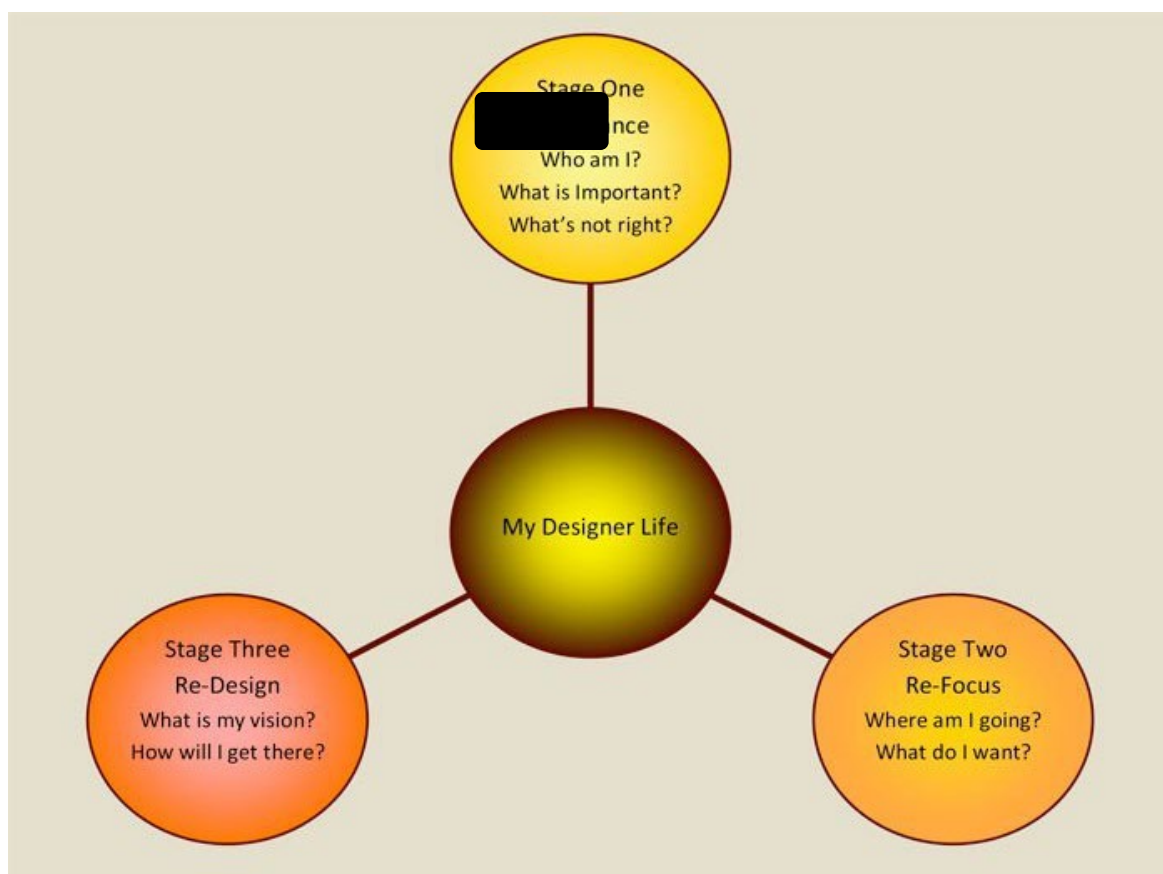 Stage One
Who am I?
What is Important?
What's not right?
My Designer Life
Stage Three
Re-Design
What is my vision?
How will I get there?
Stage Two
Re-Focus
Where am I going?
What do I want?